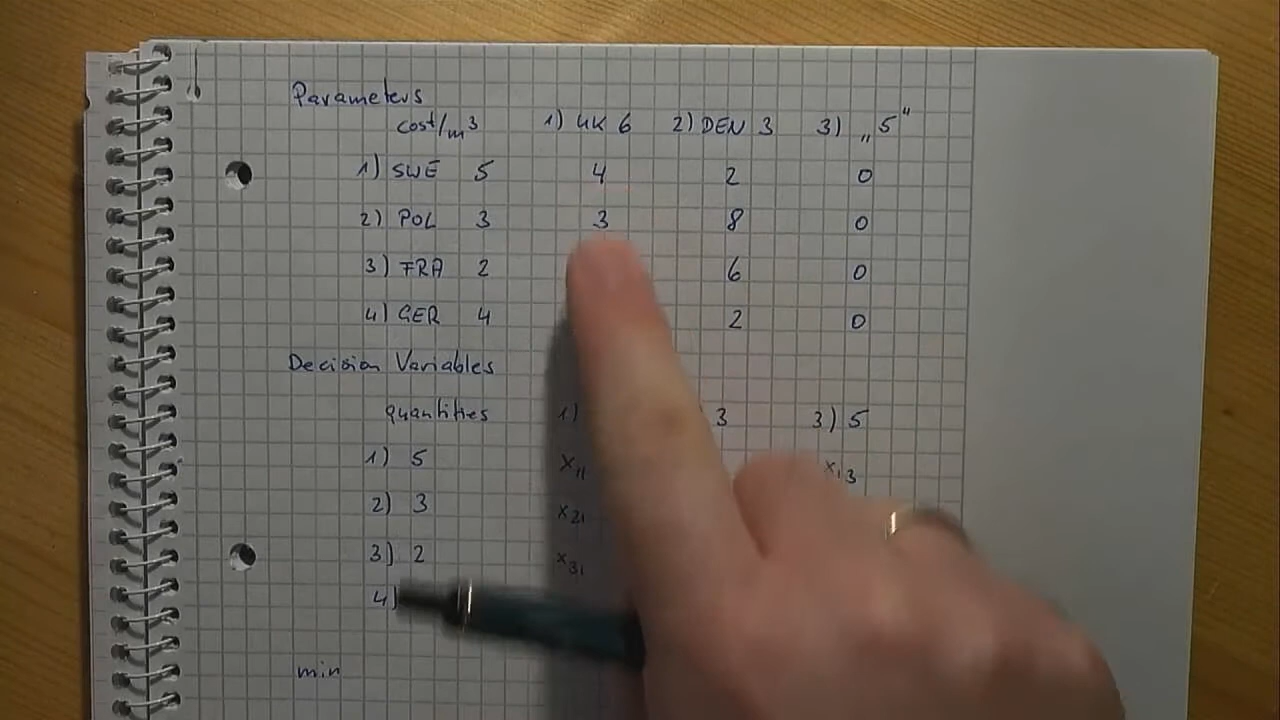 Parameters
cost/m³ 1) UK 6 2) DEN 3 3) „5"
1) SWE 5 4 2 0
2) POL 3 3 8 0
3) FRA 2 6 0
4) GER 4 2 0
Decision Variables
quantities 1) 3 3) 5
1) 5 x11 x13
2) 3 x21
3) 2 x31
4)
min